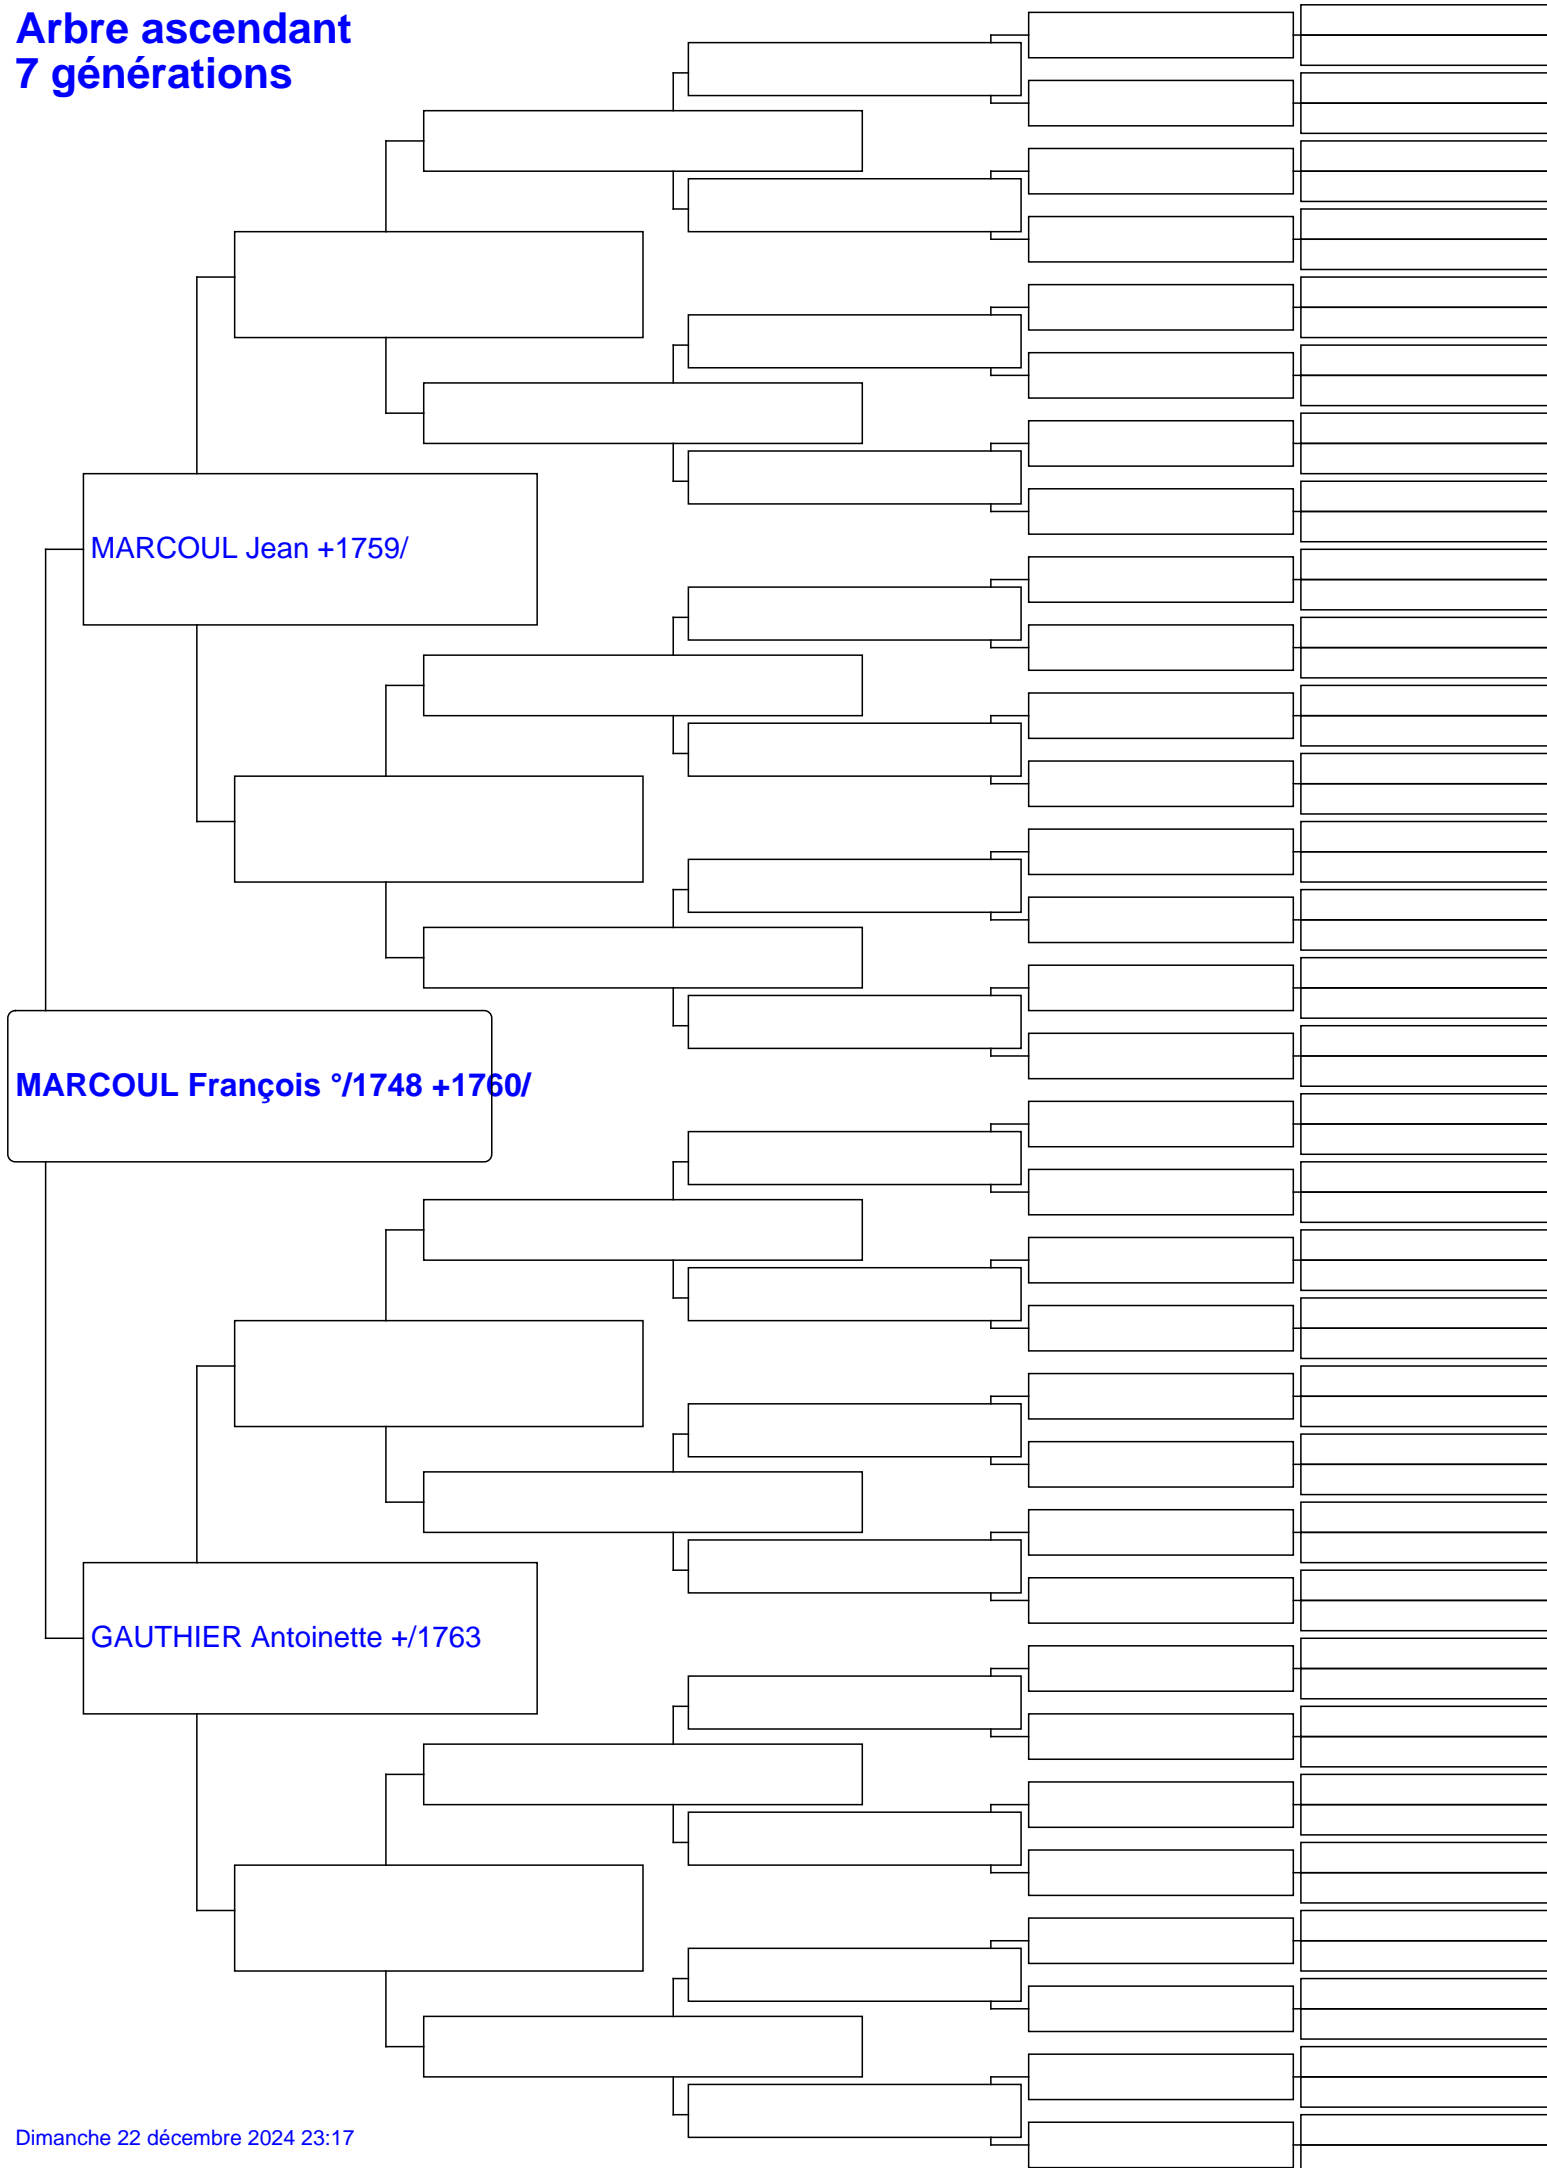 Arbre ascendant
7 générations
MARCOUL Jean +1759/
MARCOUL François °/1748 +1760/
GAUTHIER Antoinette +/1763
Dimanche 22 décembre 2024 23:17